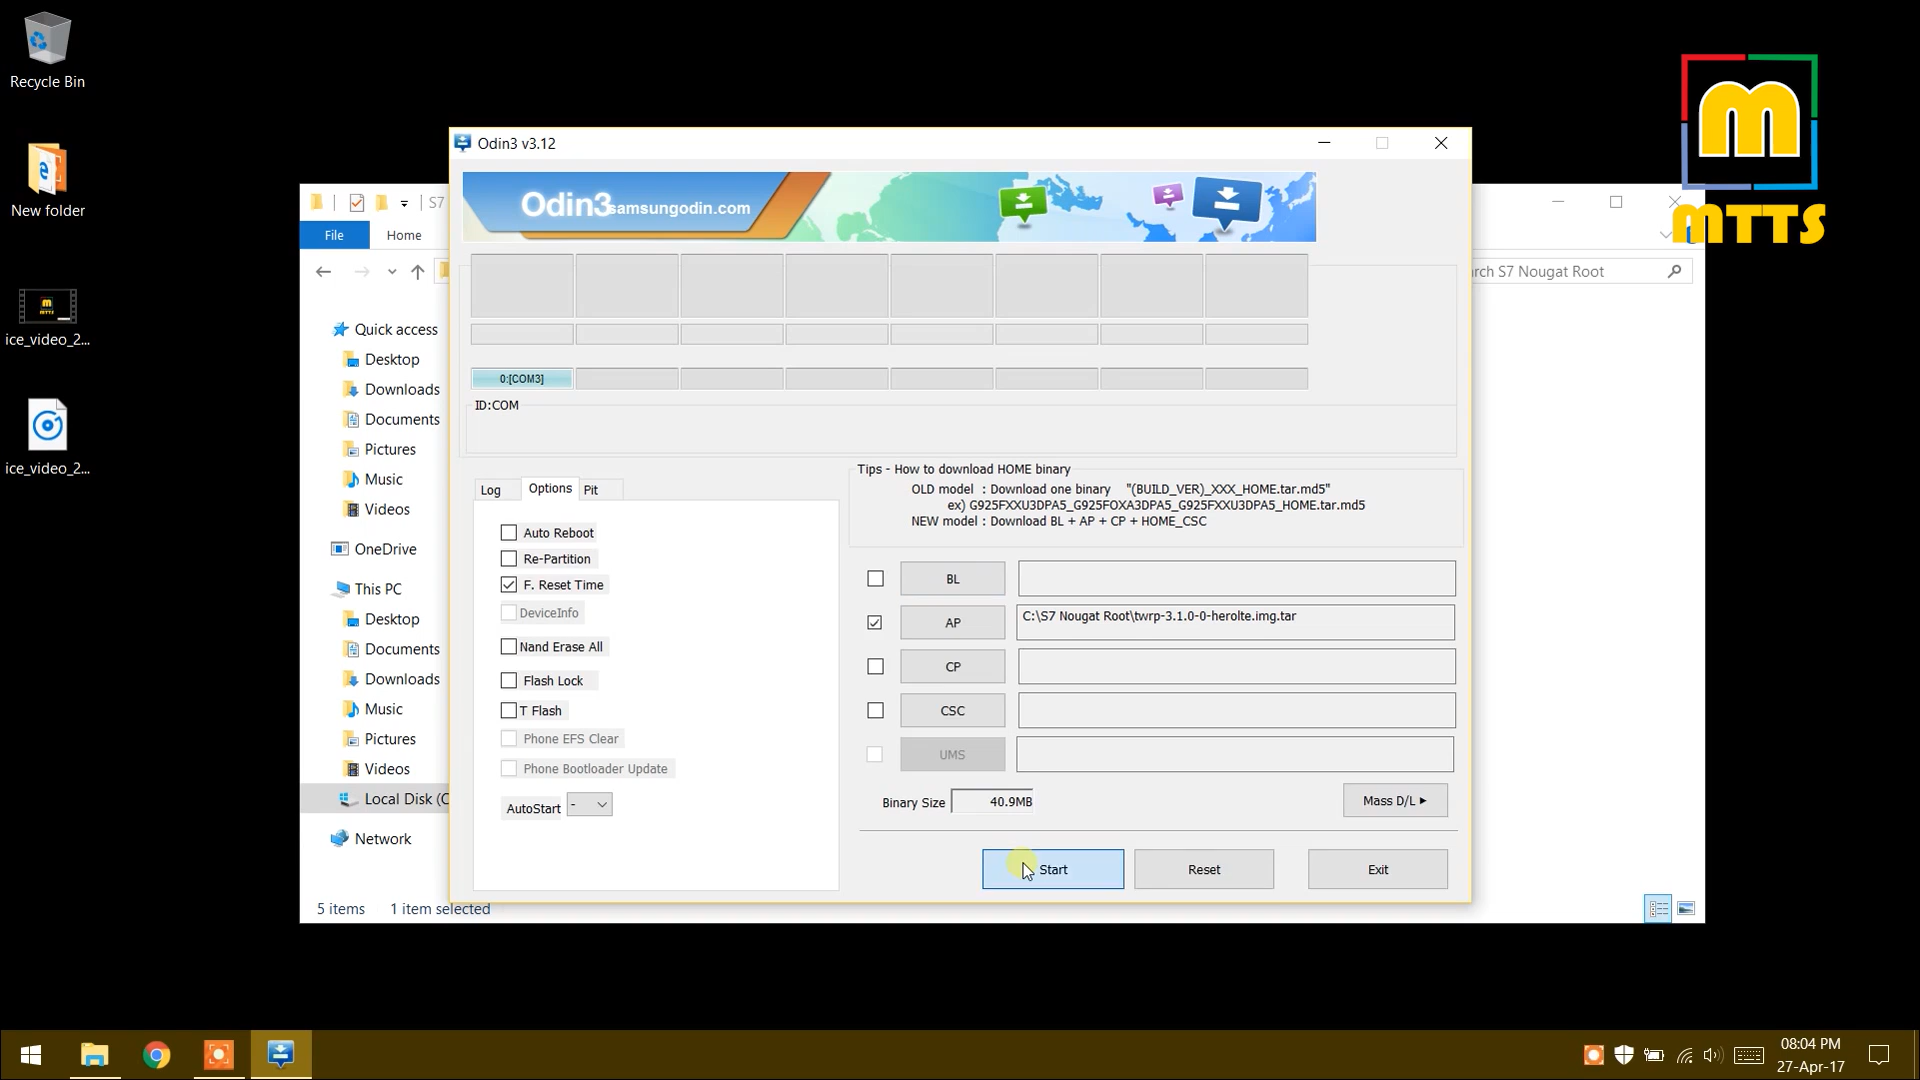 Recycle Bin
New folder
ice_video_2...
ice_video_2...
M
MTTS
S7
File
Home
rch S7 Nougat Root
Quick access
Desktop
Downloads
Documents
Pictures
Music
Videos
OneDrive
This PC
Desktop
Documents
Downloads
Music
Pictures
Videos
Local Disk (C
Network
5 items
1 item selected
Odin3 v3.12
Odin3
samsungodin.com
0:[COM3]
ID:COM
Log
Options
Pit
Auto Reboot
Re-Partition
F. Reset Time
DeviceInfo
Nand Erase All
Flash Lock
T Flash
Phone EFS Clear
Phone Bootloader Update
AutoStart
-
Tips - How to download HOME binary
OLD model : Download one binary "(BUILD_VER)_XXX_HOME.tar.md5"
ex) G925FXXU3DPA5_G925FOXA3DPA5_G925FXXU3DPA5_HOME.tar.md5
NEW model : Download BL + AP + CP + HOME_CSC
BL
AP
C:\S7 Nougat Root\twrp-3.1.0-0-herolte.img.tar
CP
CSC
UMS
Binary Size
40.9MB
Mass D/L ►
Start
Reset
Exit
08:04 PM
27-Apr-17